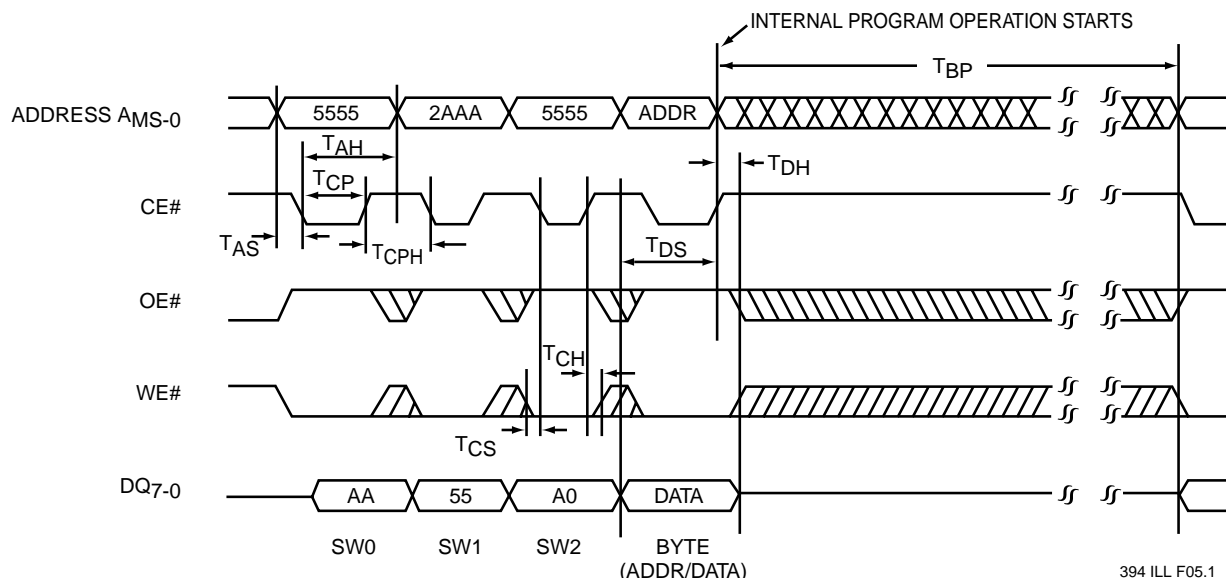 INTERNAL PROGRAM OPERATION STARTS
TBP
ADDRESS AMS-0
5555
2AAA
5555
ADDR
TAH
TDH
TCP
CE#
TAS
TCPH
TDS
OE#
TCH
WE#
TCS
DQ7-0
AA
55
A0
DATA
SW0
SW1
SW2
BYTE
(ADDR/DATA)
394 ILL F05.1